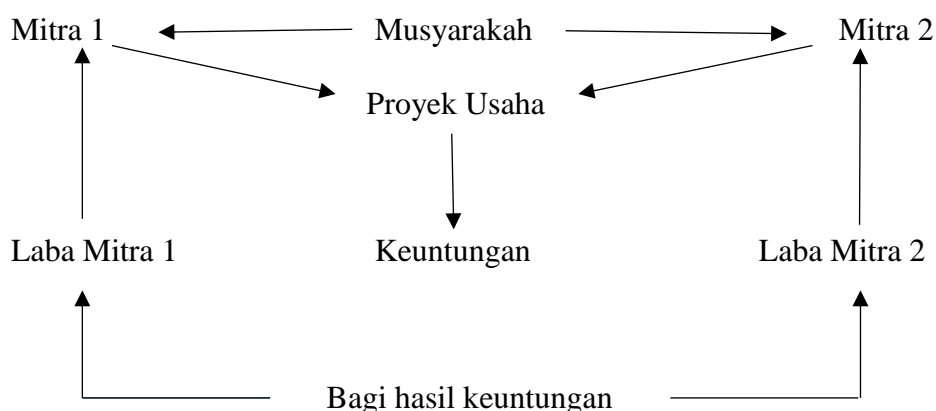 Mitra 1 Musyarakah Mitra 2
Proyek Usaha
Laba Mitra 1 Keuntungan Laba Mitra 2
Bagi hasil keuntungan